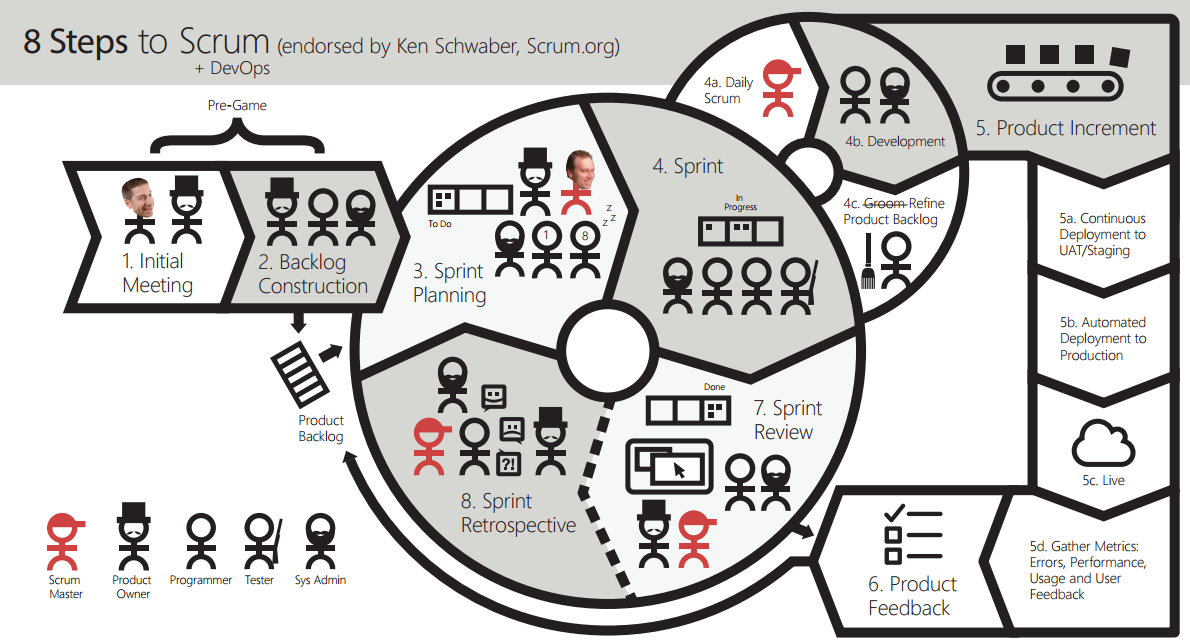 8 Steps to Scrum (endorsed by Ken Schwaber, Scrum.org)
+ DevOps
Pre-Game
1. Initial
Meeting
2. Backlog
Construction
Product
Backlog
To Do
z
z
z
1
8
3. Sprint
Planning
4. Sprint
In
Progress
4a. Daily
Scrum
4b. Development
4c. Groom Refine
Product Backlog
5. Product Increment
5a. Continuous
Deployment to
UAT/Staging
5b. Automated
Deployment to
Production
5c. Live
5d. Gather Metrics:
Errors, Performance,
Usage and User
Feedback
6. Product
Feedback
Done
7. Sprint
Review
?!
8. Sprint
Retrospective
Scrum
Master
Product
Owner
Programmer
Tester
Sys Admin